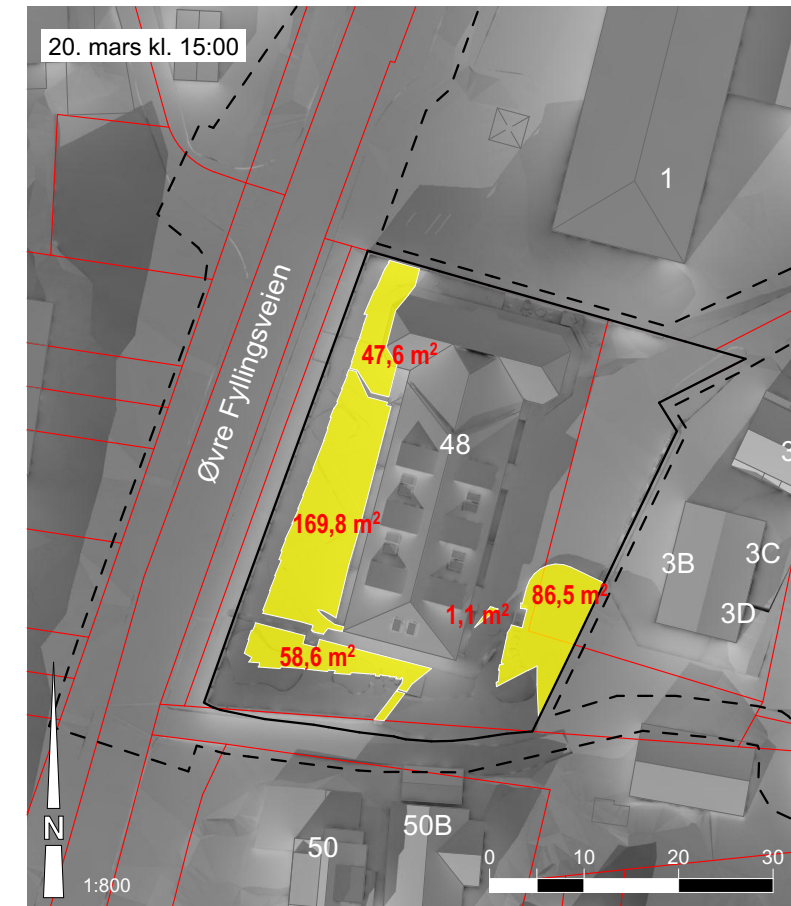 20. mars kl. 15:00
1
Øvre Fyllingsveien
47,6 m²
48
3
169,8 m²
3B
3C
86,5 m²
1,1 m²
3D
58,6 m²
50B
50
N
1:800
0 10 20 30